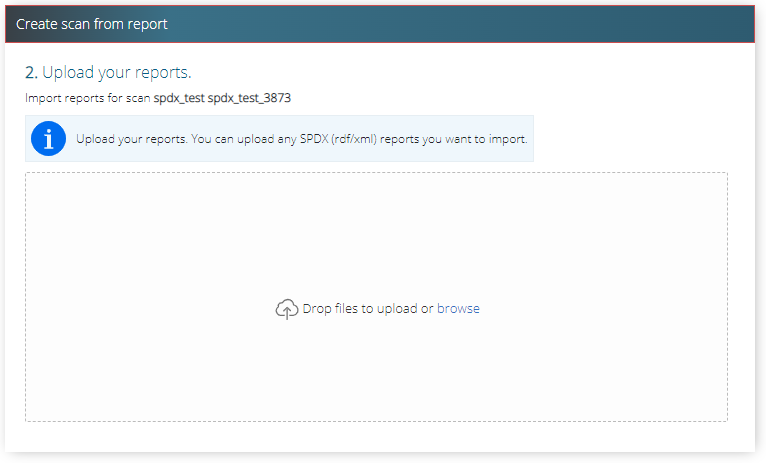 Create scan from report
2. Upload your reports.
Import reports for scan spdx_test spdx_test_3873
Upload your reports. You can upload any SPDX (rdf/xml) reports you want to import.
Drop files to upload or browse